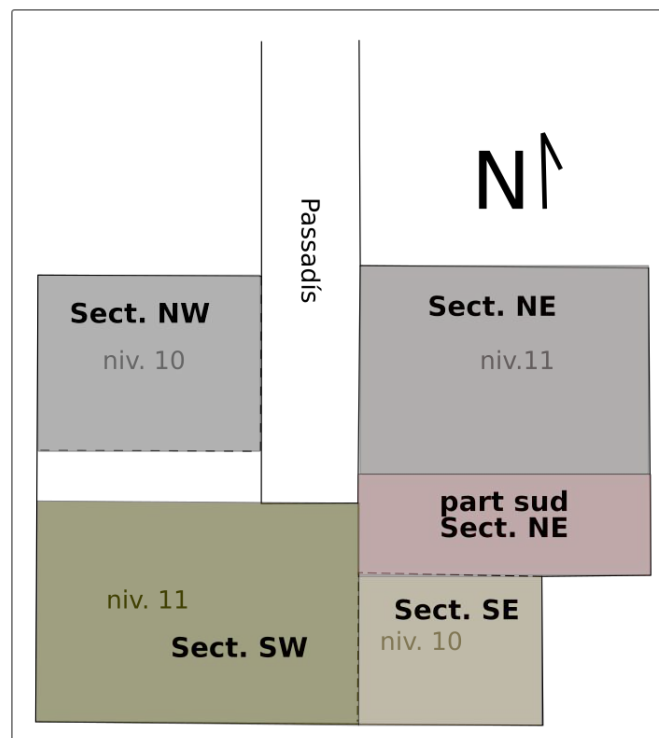 N
Passadís
Sect. NW
niv. 10
Sect. NE
niv.11
part sud
Sect. NE
niv. 11
Sect. SW
Sect. SE
niv. 10